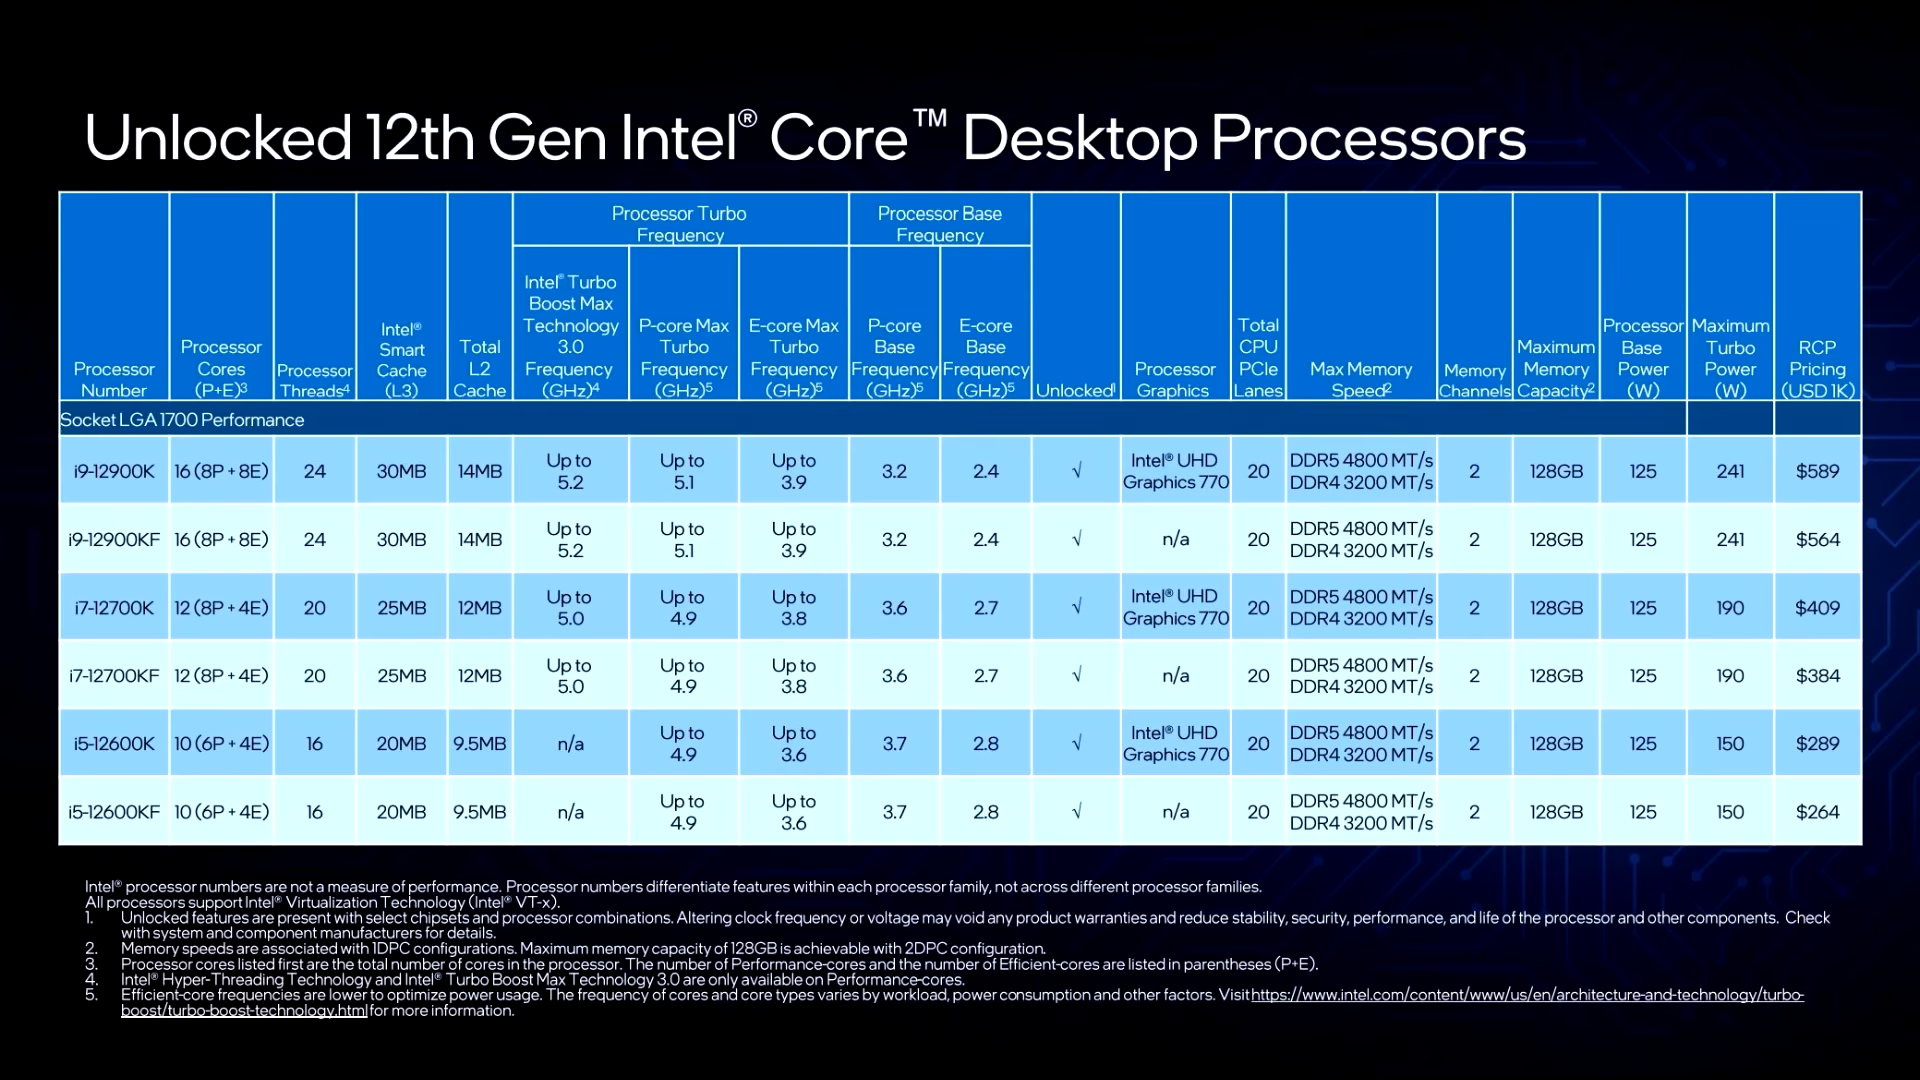 Unlocked 12th Gen Intel® Core™ Desktop Processors
Processor Number
Processor Cores (P+E)3
Processor Threads4
Intel® Smart Cache (L3)
Total L2 Cache
Processor Turbo Frequency
Intel® Turbo Boost Max Technology 3.0 Frequency (GHz)4
P-core Max Turbo Frequency (GHz)5
E-core Max Turbo Frequency (GHz)5
Processor Base Frequency
P-core Base Frequency (GHz)5
E-core Base Frequency (GHz)5
Unlocked1
Processor Graphics
Total CPU PCIe Lanes
Max Memory Speed2
Memory Channels
Maximum Memory Capacity2
Processor Base Power (W)
Maximum Turbo Power (W)
RCP Pricing (USD 1K)
Socket LGA 1700 Performance
i9-12900K 16 (8P + 8E) 24 30MB 14MB Up to 5.2 Up to 5.1 Up to 3.9 3.2 2.4 √ Intel® UHD Graphics 770 20 DDR5 4800 MT/s DDR4 3200 MT/s 2 128GB 125 241 $589
i9-12900KF 16 (8P + 8E) 24 30MB 14MB Up to 5.2 Up to 5.1 Up to 3.9 3.2 2.4 √ n/a 20 DDR5 4800 MT/s DDR4 3200 MT/s 2 128GB 125 241 $564
i7-12700K 12 (8P + 4E) 20 25MB 12MB Up to 5.0 Up to 4.9 Up to 3.8 3.6 2.7 √ Intel® UHD Graphics 770 20 DDR5 4800 MT/s DDR4 3200 MT/s 2 128GB 125 190 $409
i7-12700KF 12 (8P + 4E) 20 25MB 12MB Up to 5.0 Up to 4.9 Up to 3.8 3.6 2.7 √ n/a 20 DDR5 4800 MT/s DDR4 3200 MT/s 2 128GB 125 190 $384
i5-12600K 10 (6P + 4E) 16 20MB 9.5MB n/a Up to 4.9 Up to 3.6 3.7 2.8 √ Intel® UHD Graphics 770 20 DDR5 4800 MT/s DDR4 3200 MT/s 2 128GB 125 150 $289
i5-12600KF 10 (6P + 4E) 16 20MB 9.5MB n/a Up to 4.9 Up to 3.6 3.7 2.8 √ n/a 20 DDR5 4800 MT/s DDR4 3200 MT/s 2 128GB 125 150 $264
Intel® processor numbers are not a measure of performance. Processor numbers differentiate features within each processor family, not across different processor families.
All processors support Intel® Virtualization Technology (Intel® VT-x).
1. Unlocked features are present with select chipsets and processor combinations. Altering clock frequency or voltage may void any product warranties and reduce stability, security, performance, and life of the processor and other components. Check
with system and component manufacturers for details.
2. Memory speeds are associated with 1DPC configurations. Maximum memory capacity of 128GB is achievable with 2DPC configuration.
3. Processor cores listed first are the total number of cores in the processor. The number of Performance-cores and the number of Efficient-cores are listed in parentheses (P+E).
4. Intel® Hyper-Threading Technology and Intel® Turbo Boost Max Technology 3.0 are only available on Performance-cores.
5. Efficient-core frequencies are lower to optimize power usage. The frequency of cores and core types varies by workload, power consumption and other factors. Visit https://www.intel.com/content/www/us/en/architecture-and-technology/turbo-
boost/turbo-boost-technology.html for more information.